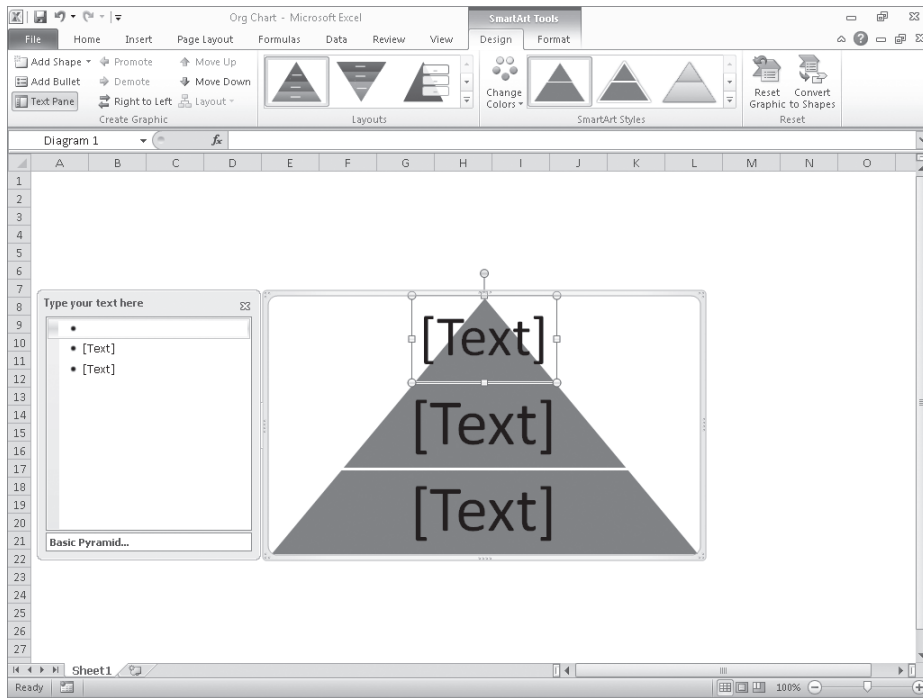 Org Chart - Microsoft Excel
SmartArt Tools
File Home Insert Page Layout Formulas Data Review View Design Format
Add Shape Promote Move Up
Add Bullet Demote Move Down
Text Pane Right to Left Layout
Create Graphic
Layouts
Change
Colors
SmartArt Styles
Reset
Graphic
Convert
to Shapes
Reset
Diagram 1 fx
A B C D E F G H I J K L M N O
1
2
3
4
5
6
7
8
9
10
11
12
13
14
15
16
17
18
19
20
21
22
23
24
25
26
27
Type your text here
• 
• [Text]
• [Text]
Basic Pyramid...
[Text]
[Text]
[Text]
Sheet1
Ready 100%